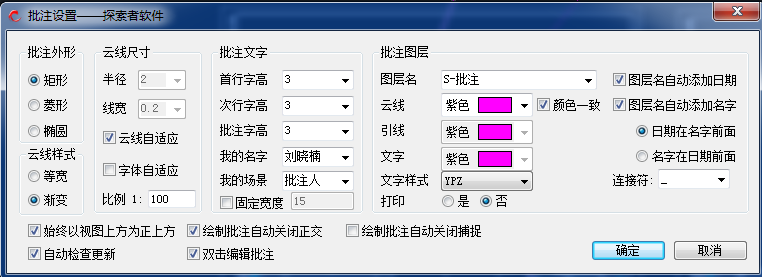 批注设置——探索者软件
批注外形
矩形
菱形
椭圆
云线样式
等宽
渐变
云线尺寸
半径 2
线宽 0.2
云线自适应
字体自适应
比例 1: 100
批注文字
首行字高 3
次行字高 3
批注字高 3
我的名字 刘晓楠
我的场景 批注人
固定宽度 15
批注图层
图层名 S-批注
云线 紫色 颜色一致
引线 紫色
文字 紫色
文字样式 YPZ
打印 是 否
图层名自动添加日期
图层名自动添加名字
日期在名字前面
名字在日期前面
连接符: _
始终以视图上方为正上方 绘制批注自动关闭正交 绘制批注自动关闭捕捉
自动检查更新 双击编辑批注
确定 取消